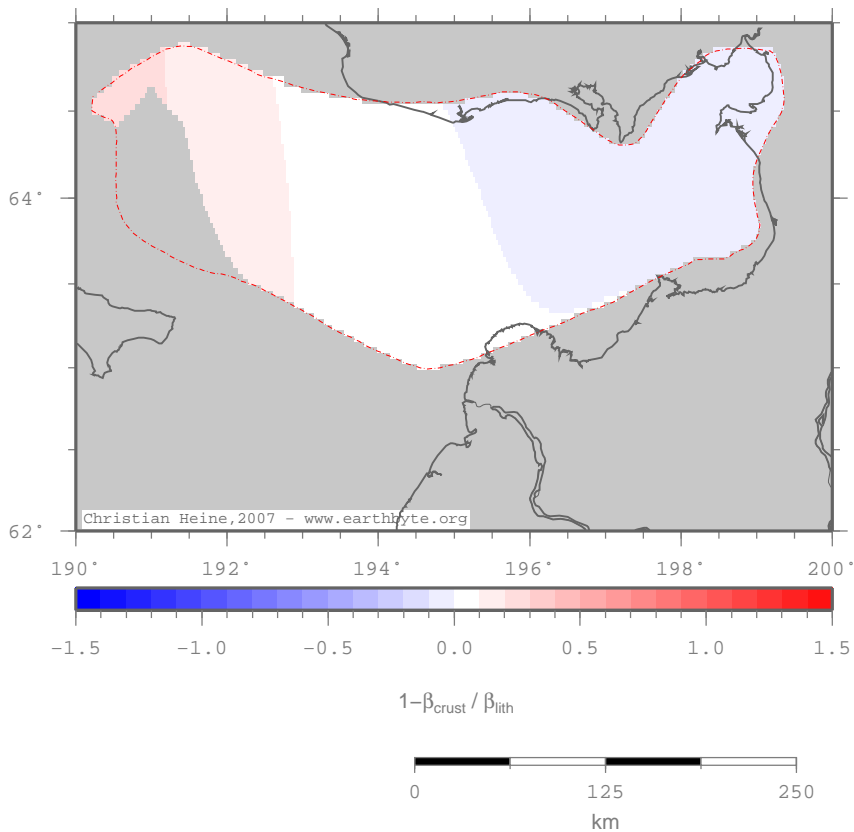 64°
62°
Christian Heine,2007 - www.earthbyte.org
190° 192° 194° 196° 198° 200°
−1.5 −1.0 −0.5 0.0 0.5 1.0 1.5
1−βcrust / βlith
0 125 250
km